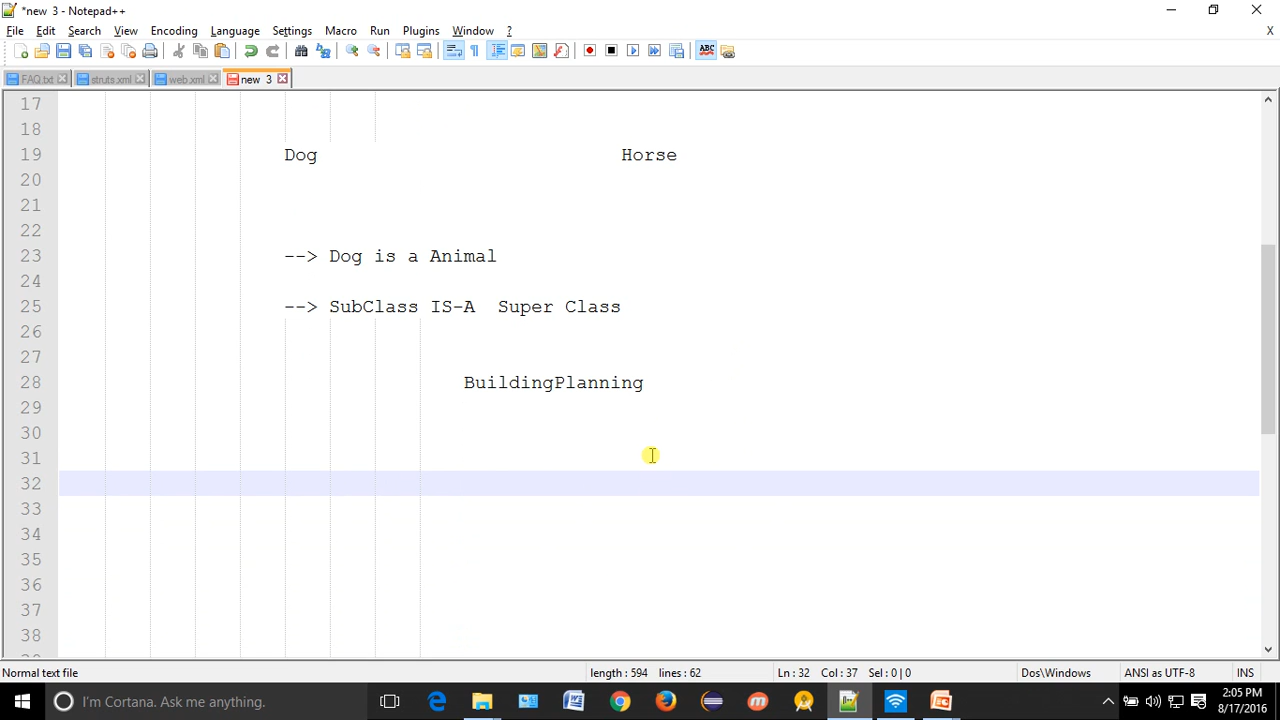 *new  3 - Notepad++
File Edit Search View Encoding Language Settings Macro Run Plugins Window ? X
FAQ.txt struts.xml web.xml new  3
17
18
19 Dog Horse
20
21
22
23 --> Dog is a Animal
24
25 --> SubClass IS-A  Super Class
26
27
28 BuildingPlanning
29
30
31
32
33
34
35
36
37
38
Normal text file length : 594 lines : 62 Ln : 32 Col : 37 Sel : 0 | 0 Dos\Windows ANSI as UTF-8 INS
I'm Cortana. Ask me anything. 2:05 PM
8/17/2016